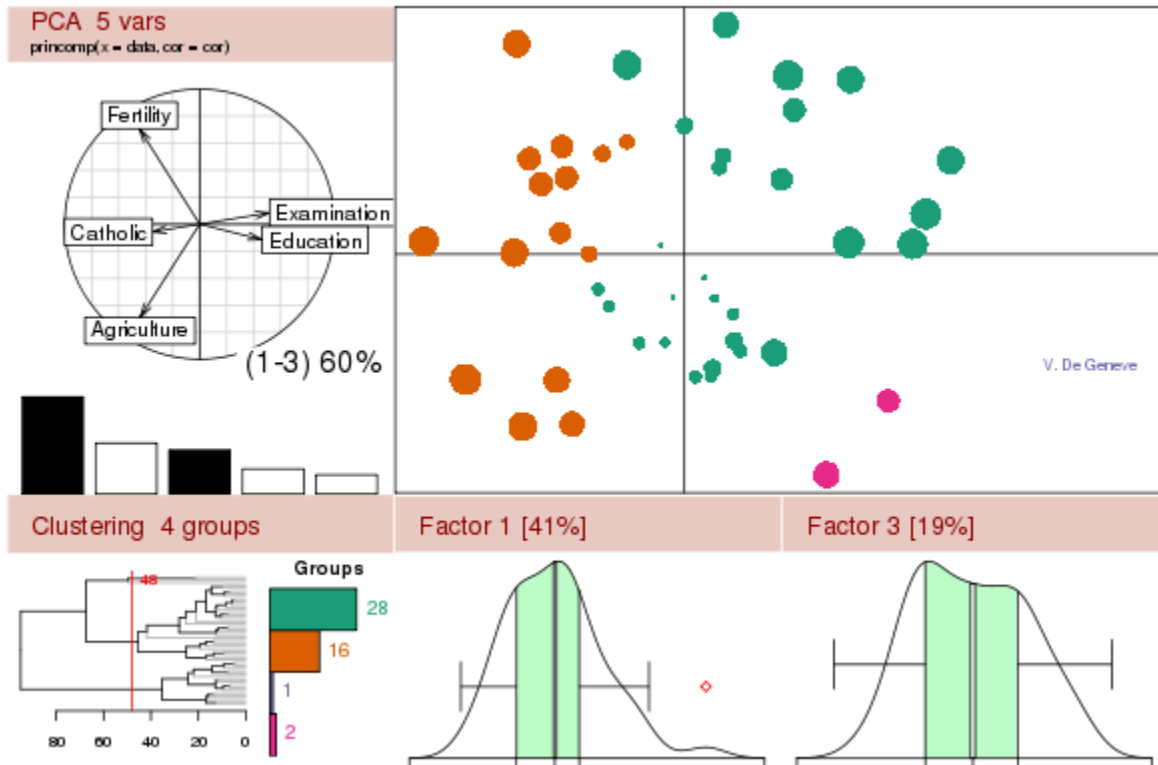 PCA 5 vars
princomp(x = data, cor = cor)
Fertility
Examination
Catholic
Education
Agriculture
(1-3) 60%
V. De Geneve
Clustering 4 groups
Factor 1 [41%]
Factor 3 [19%]
48
Groups
28
16
1
2
80 60 40 20 0